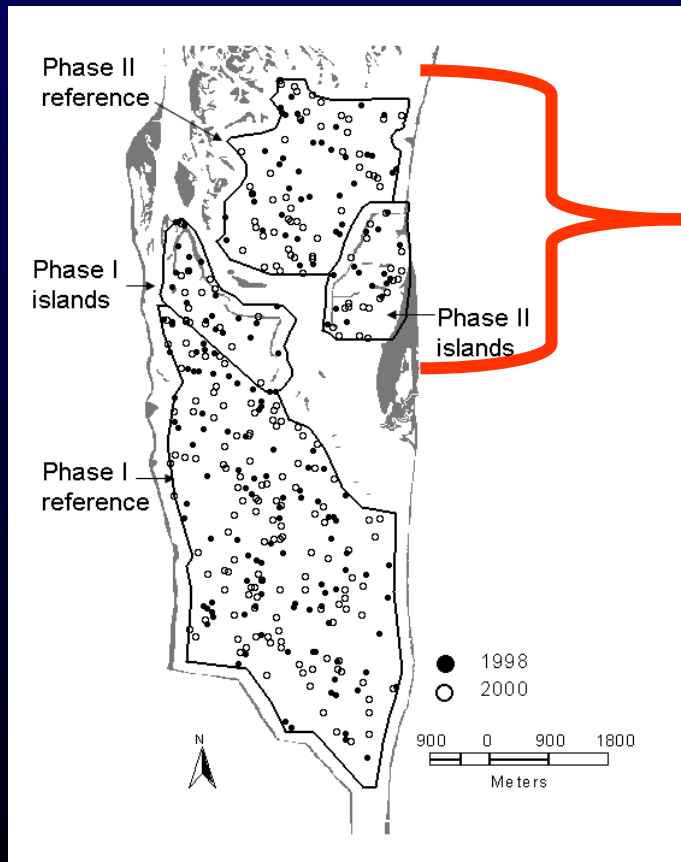 Phase II
reference
Phase I
islands
Phase II
islands
Phase I
reference
1998
2000
N
900 0 900 1800
Meters